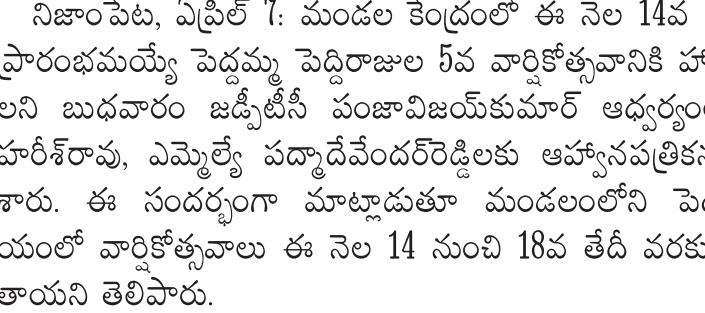 నిజాంపేట, ఏప్రిల్ 7: మండల కేంద్రంలో ఈ నెల 14వ
ప్రారంభమయ్యే పెద్దమ్మ పెద్దిరాజుల 5వ వార్షికోత్సవానికి హా
లని బుధవారం జడ్పీటీసీ పంజావిజయ్‌కుమార్ ఆధ్వర్యం
హరీశ్‌రావు, ఎమ్మెల్యే పద్మాదేవేందర్‌రెడ్డిలకు ఆహ్వానపత్రిక
శారు. ఈ సందర్భంగా మాట్లాడుతూ మండలంలోని పె
యంలో వార్షికోత్సవాలు ఈ నెల 14 నుంచి 18వ తేదీ వరకు
తాయని తెలిపారు.